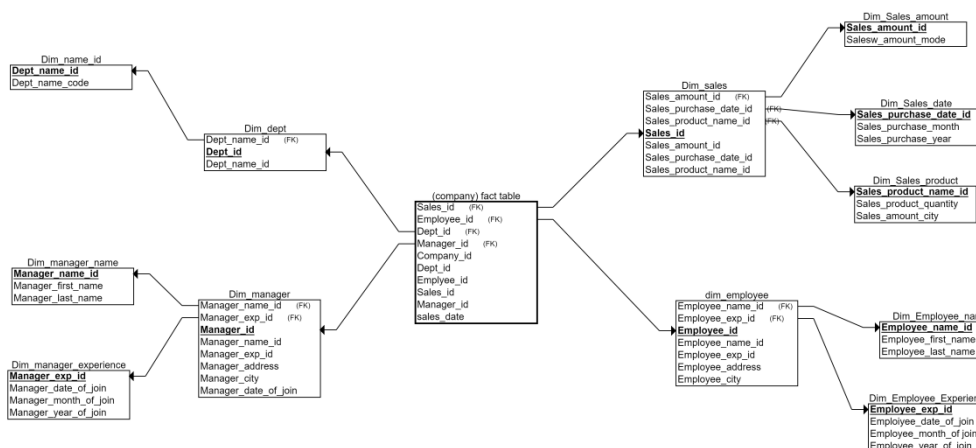 Dim_name_id
Dept_name_id
Dept_name_code
Dim_dept
Dept_name_id (FK)
Dept_id
Dept_name_id
(company) fact table
Sales_id (FK)
Employee_id (FK)
Dept_id (FK)
Manager_id (FK)
Company_id
Dept_id
Emplyee_id
Sales_id
Manager_id
sales_date
Dim_manager_name
Manager_name_id
Manager_first_name
Manager_last_name
Dim_manager
Manager_name_id (FK)
Manager_exp_id (FK)
Manager_id
Manager_name_id
Manager_exp_id
Manager_address
Manager_city
Manager_date_of_join
Dim_manager_experience
Manager_exp_id
Manager_date_of_join
Manager_month_of_join
Manager_year_of_join
Dim_Sales_amount
Sales_amount_id
Salesw_amount_mode
Dim_sales
Sales_amount_id (FK)
Sales_purchase_date_id (FK)
Sales_product_name_id (FK)
Sales_id
Sales_amount_id
Sales_purchase_date_id
Sales_product_name_id
Dim_Sales_date
Sales_purchase_date_id
Sales_purchase_month
Sales_purchase_year
Dim_Sales_product
Sales_product_name_id
Sales_product_quantity
Sales_amount_city
dim_employee
Employee_name_id (FK)
Employee_exp_id (FK)
Employee_id
Employee_name_id
Employee_exp_id
Employee_address
Employee_city
Dim_Employee_na
Employee_name_id
Employee_first_name
Employee_last_name
Dim_Employee_Experien
Employee_exp_id
Emploiyee_date_of_join
Employee_month_of_join
Employee_year_of_join